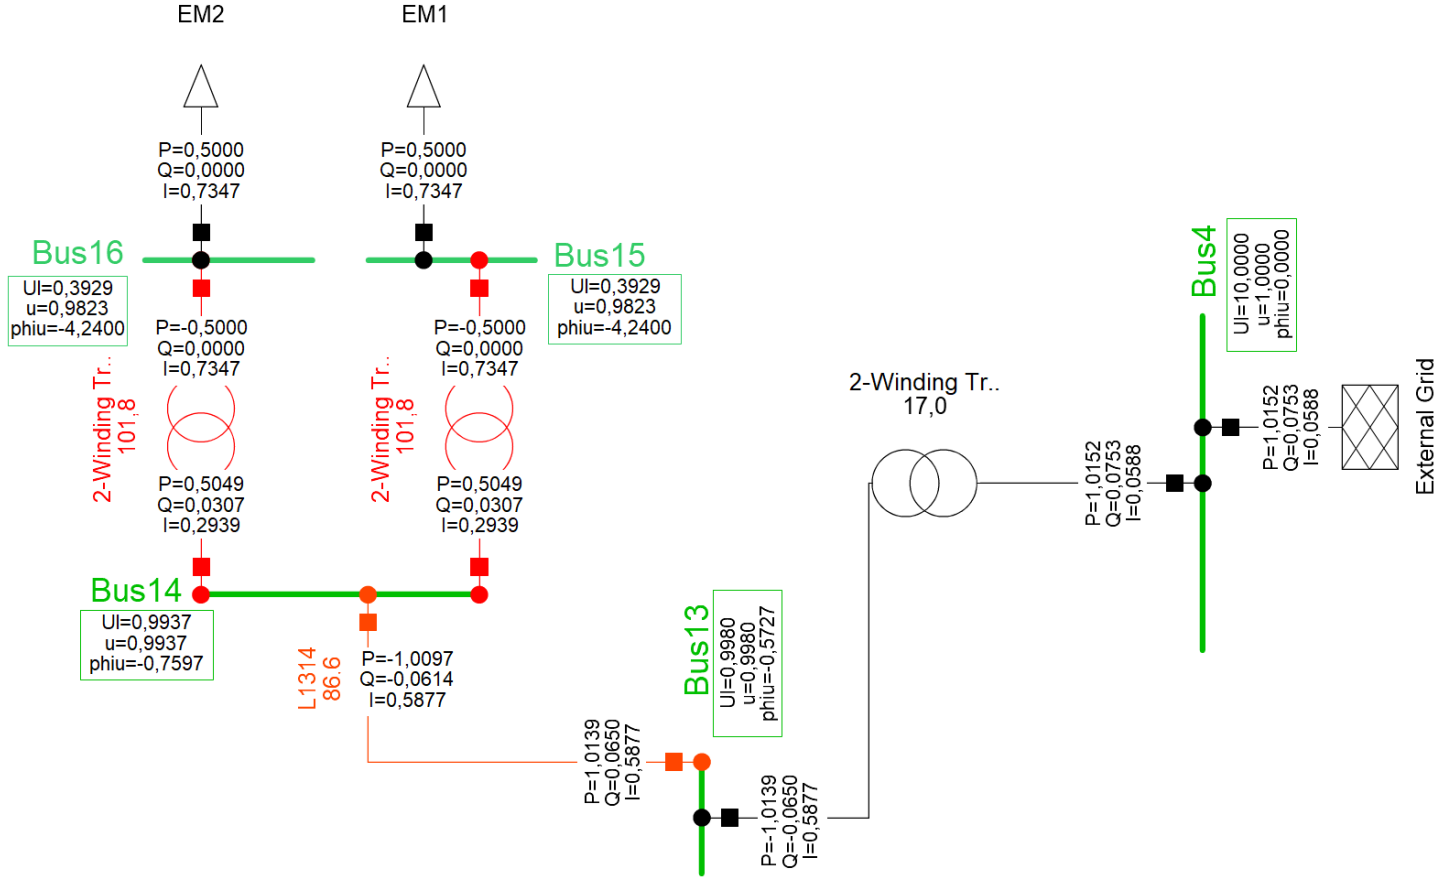 EM2
EM1
P=0,5000
Q=0,0000
I=0,7347
P=0,5000
Q=0,0000
I=0,7347
Bus16
Ul=0,3929
u=0,9823
phiu=-4,2400
Bus15
Ul=0,3929
u=0,9823
phiu=-4,2400
P=-0,5000
Q=0,0000
I=0,7347
P=-0,5000
Q=0,0000
I=0,7347
2-Winding Tr..
101,8
2-Winding Tr..
101,8
P=0,5049
Q=0,0307
I=0,2939
P=0,5049
Q=0,0307
I=0,2939
Bus14
Ul=0,9937
u=0,9937
phiu=-0,7597
L1314
86.6
P=-1,0097
Q=-0,0614
I=0,5877
P=1,0139
Q=0,0650
I=0,5877
Bus13
Ul=0,9980
u=0,9980
phiu=-0,5727
P=-1,0139
Q=-0,0650
I=0,5877
2-Winding Tr..
17,0
P=1,0152
Q=0,0753
I=0,0588
Bus4
Ul=10,0000
u=1,0000
phiu=0,0000
P=1,0152
Q=0,0753
I=0,0588
External Grid